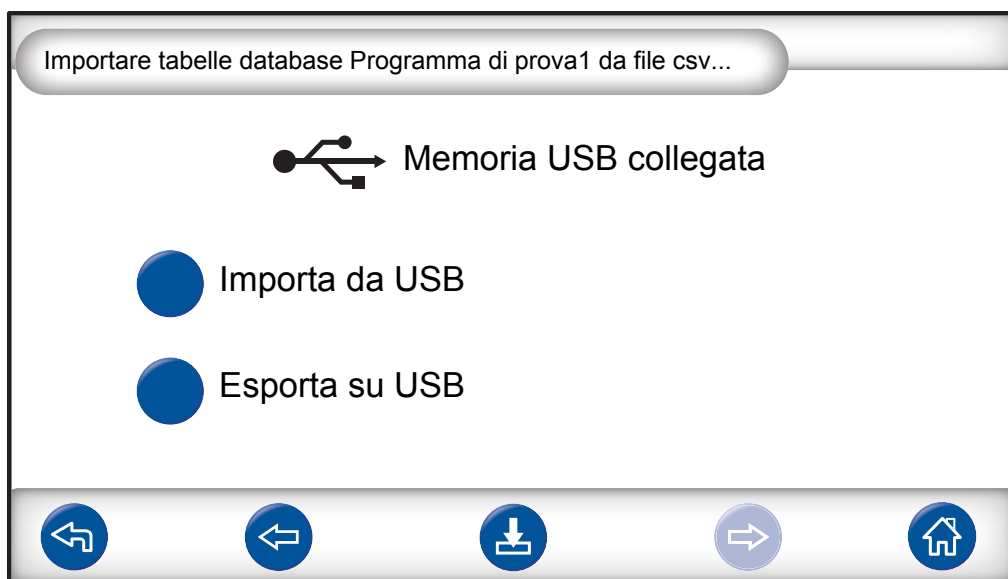 Importare tabelle database Programma di prova1 da file csv...
Memoria USB collegata
Importa da USB
Esporta su USB